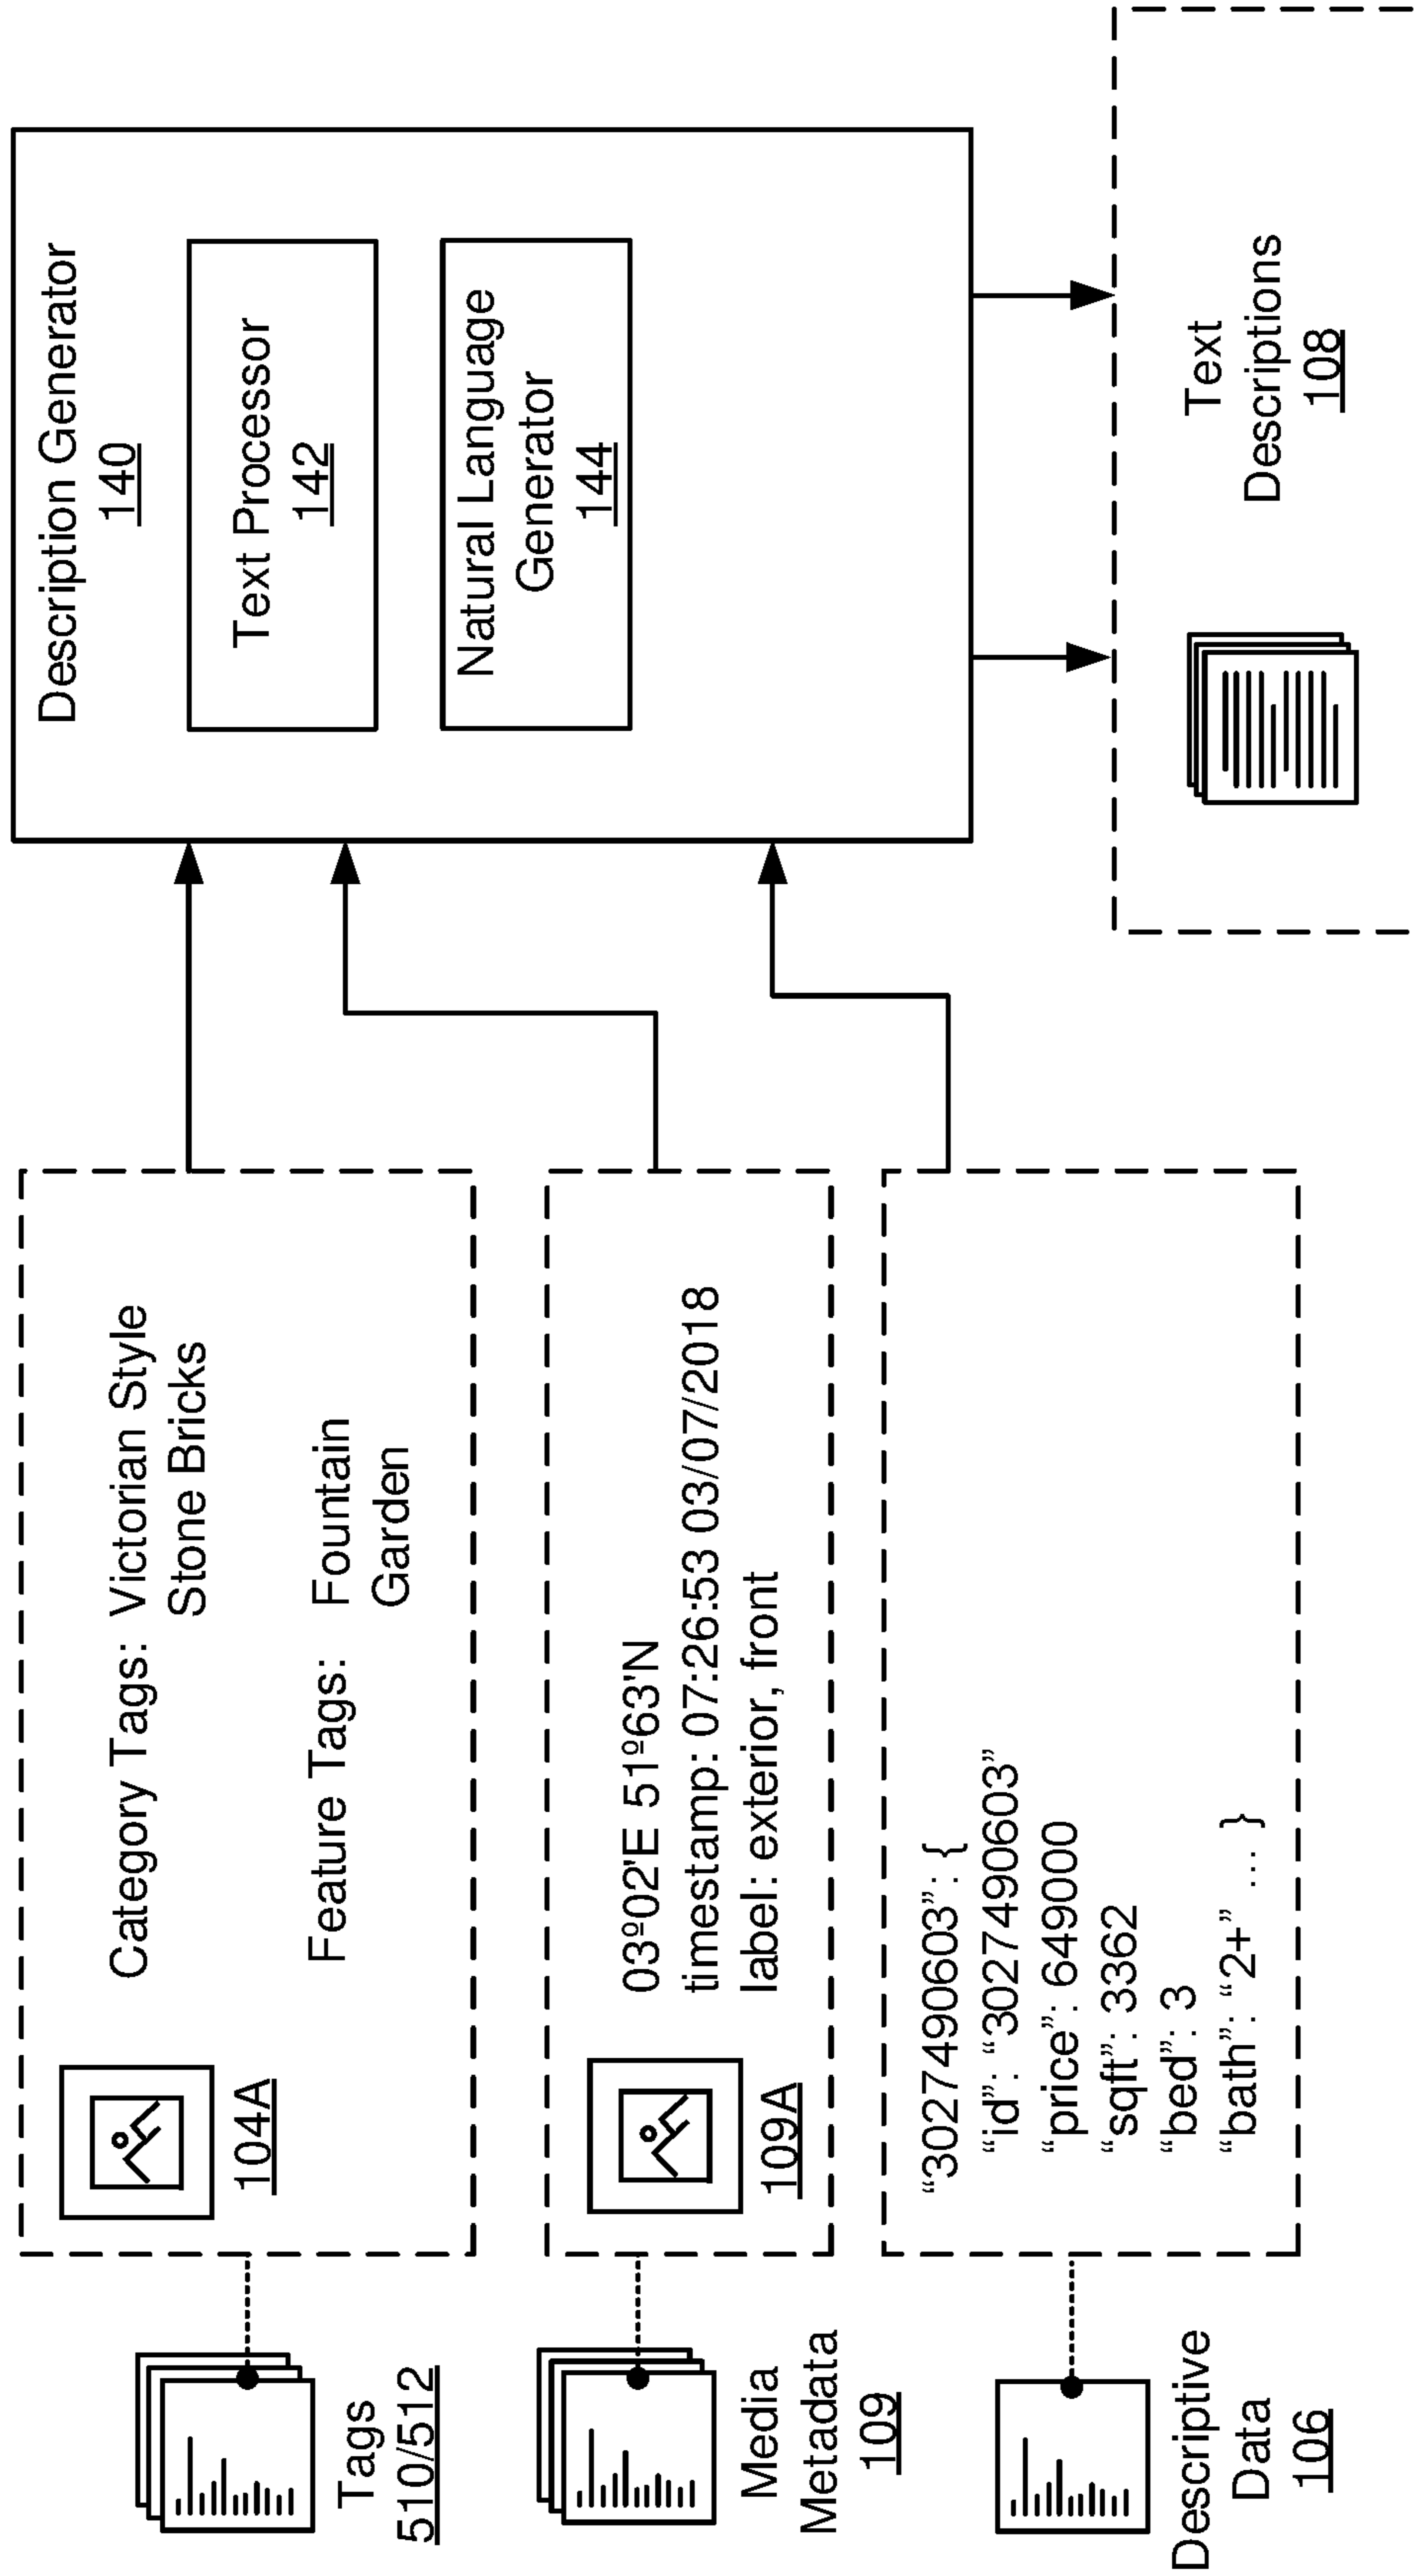 Tags
510/512
104A
Category Tags: Victorian Style
Stone Bricks
Feature Tags: Fountain
Garden
Media
Metadata
109
109A
03º02'E 51º63'N
timestamp: 07:26:53 03/07/2018
label: exterior, front
Descriptive
Data
106
“3027490603”: {
“id”: “3027490603”
“price”: 649000
“sqft”: 3362
“bed”: 3
“bath”: “2+” ... }
Description Generator
140
Text Processor
142
Natural Language
Generator
144
Text
Descriptions
108